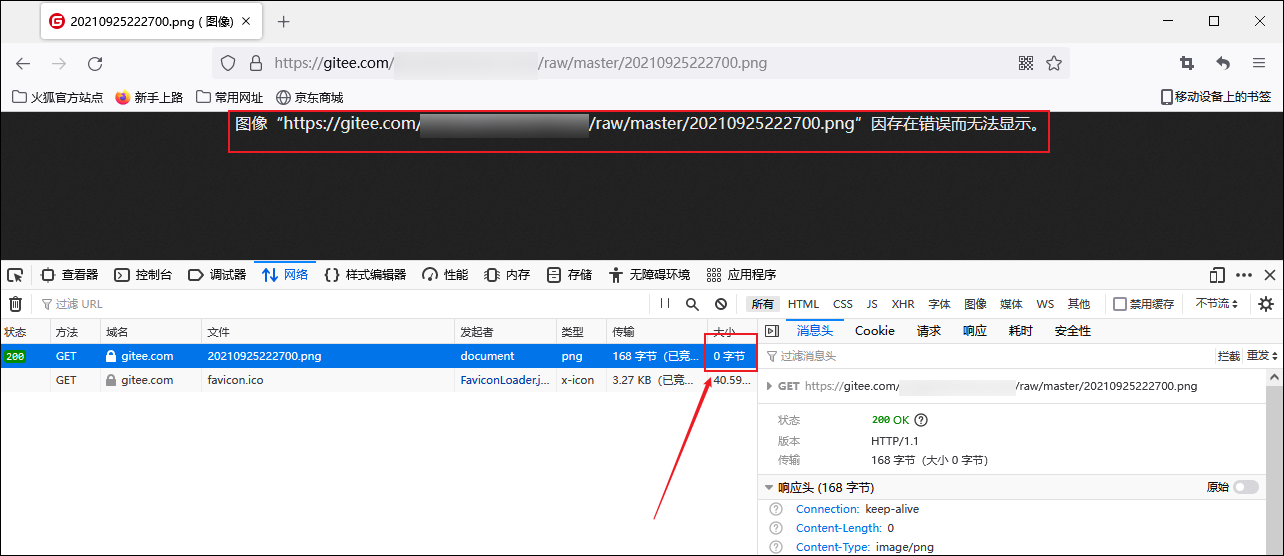 20210925222700.png ( 图像)
https://gitee.com/ /raw/master/20210925222700.png
火狐官方站点 新手上路 常用网址 京东商城 移动设备上的书签
图像“https://gitee.com/ /raw/master/20210925222700.png”因存在错误而无法显示。
查看器 控制台 调试器 网络 样式编辑器 性能 内存 存储 无障碍环境 应用程序
过滤 URL 所有 HTML CSS JS XHR 字体 图像 媒体 WS 其他 禁用缓存 不节流
状态 方法 域名 文件 发起者 类型 传输 大小 消息头 Cookie 请求 响应 耗时 安全性
200 GET gitee.com 20210925222700.png document png 168 字节 (已竞... 0 字节
过滤消息头 拦截 重发
GET gitee.com favicon.ico FaviconLoader.j... x-icon 3.27 KB (已竞... 40.59...
GET https://gitee.com/ /raw/master/20210925222700.png
状态 200 OK
版本 HTTP/1.1
传输 168 字节 (大小 0 字节)
响应头 (168 字节) 原始
Connection: keep-alive
Content-Length: 0
Content-Type: image/png